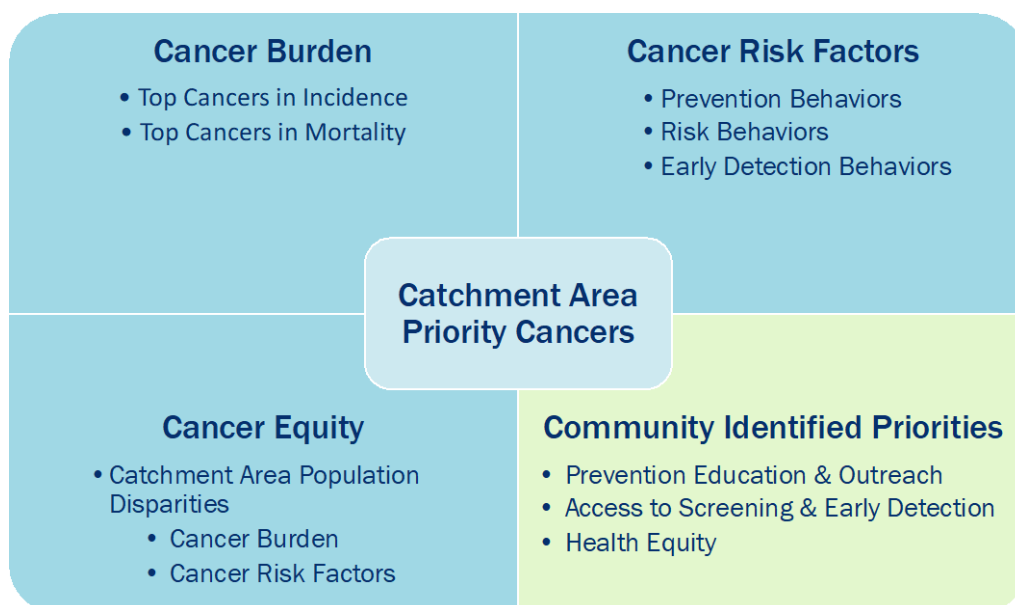 Cancer Burden
• Top Cancers in Incidence
• Top Cancers in Mortality
Cancer Risk Factors
• Prevention Behaviors
• Risk Behaviors
• Early Detection Behaviors
Catchment Area
Priority Cancers
Cancer Equity
• Catchment Area Population
Disparities
• Cancer Burden
• Cancer Risk Factors
Community Identified Priorities
• Prevention Education & Outreach
• Access to Screening & Early Detection
• Health Equity